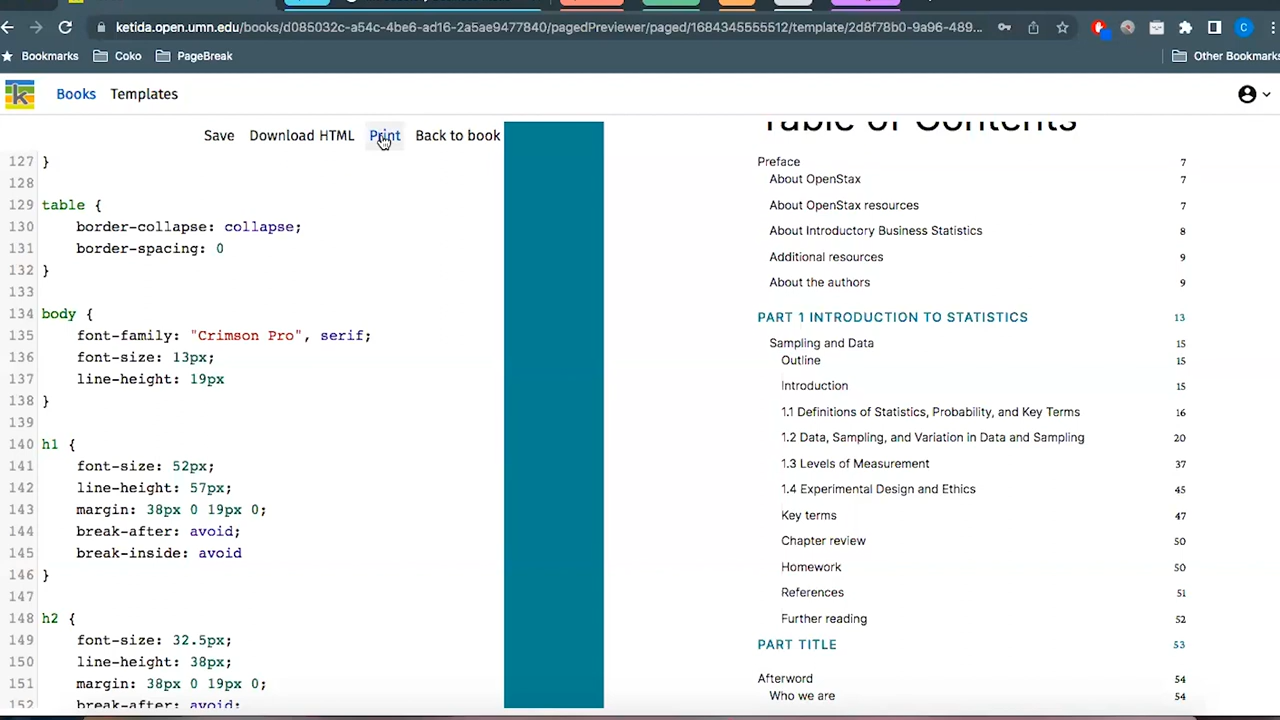 ketida.open.umn.edu/books/d085032c-a54c-4be6-ad16-2a5ae9477840/pagedPreviewer/paged/1684345555512/template/2d8f78b0-9a96-489...
C
Bookmarks Coko PageBreak Other Bookmarks
k Books Templates
Save Download HTML Print Back to book
127 }
128
129 table {
130 border-collapse: collapse;
131 border-spacing: 0
132 }
133
134 body {
135 font-family: "Crimson Pro", serif;
136 font-size: 13px;
137 line-height: 19px
138 }
139
140 h1 {
141 font-size: 52px;
142 line-height: 57px;
143 margin: 38px 0 19px 0;
144 break-after: avoid;
145 break-inside: avoid
146 }
147
148 h2 {
149 font-size: 32.5px;
150 line-height: 38px;
151 margin: 38px 0 19px 0;
152 break-after: avoid;
Table of Contents
Preface 7
About OpenStax 7
About OpenStax resources 7
About Introductory Business Statistics 8
Additional resources 9
About the authors 9
PART 1 INTRODUCTION TO STATISTICS 13
Sampling and Data 15
Outline 15
Introduction 15
1.1 Definitions of Statistics, Probability, and Key Terms 16
1.2 Data, Sampling, and Variation in Data and Sampling 20
1.3 Levels of Measurement 37
1.4 Experimental Design and Ethics 45
Key terms 47
Chapter review 50
Homework 50
References 51
Further reading 52
PART TITLE 53
Afterword 54
Who we are 54